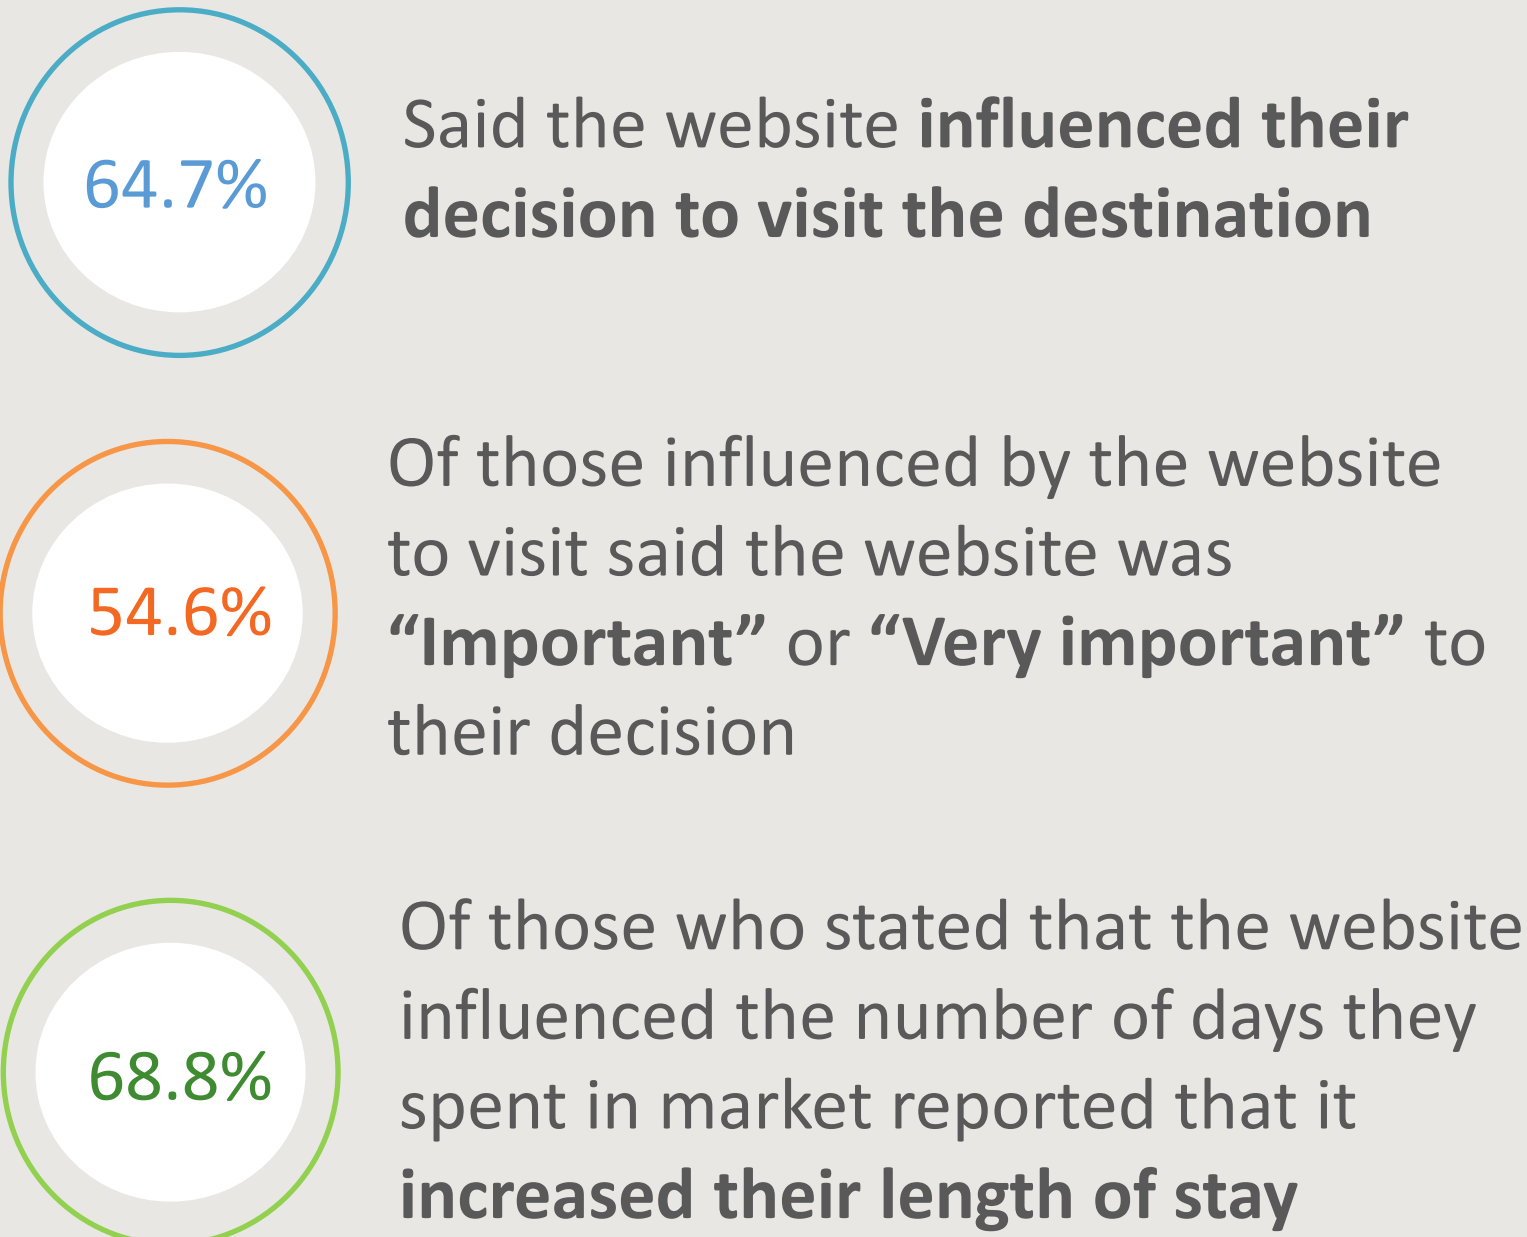 64.7%
Said the website influenced their
decision to visit the destination
54.6%
Of those influenced by the website
to visit said the website was
“Important” or “Very important” to
their decision
68.8%
Of those who stated that the website
influenced the number of days they
spent in market reported that it
increased their length of stay